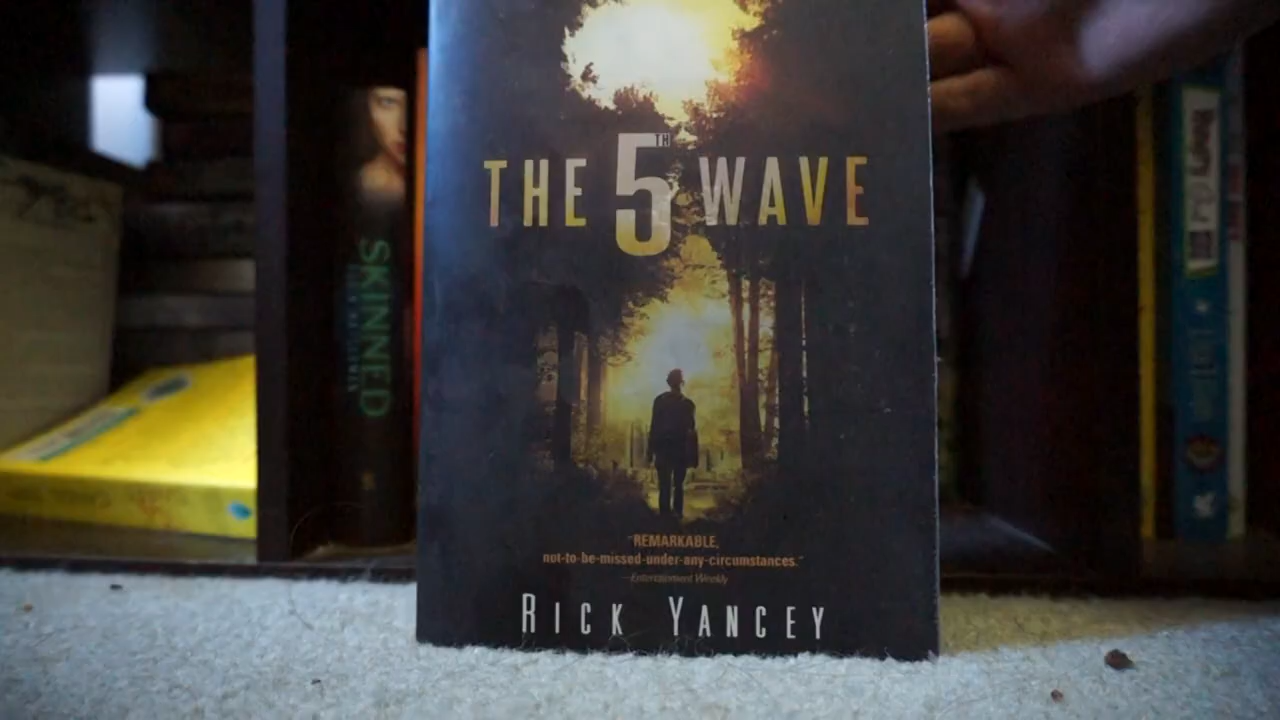 THE 5TH WAVE
"REMARKABLE,
not-to-be-missed-under-any-circumstances."
—Entertainment Weekly
RICK YANCEY
SKINNED